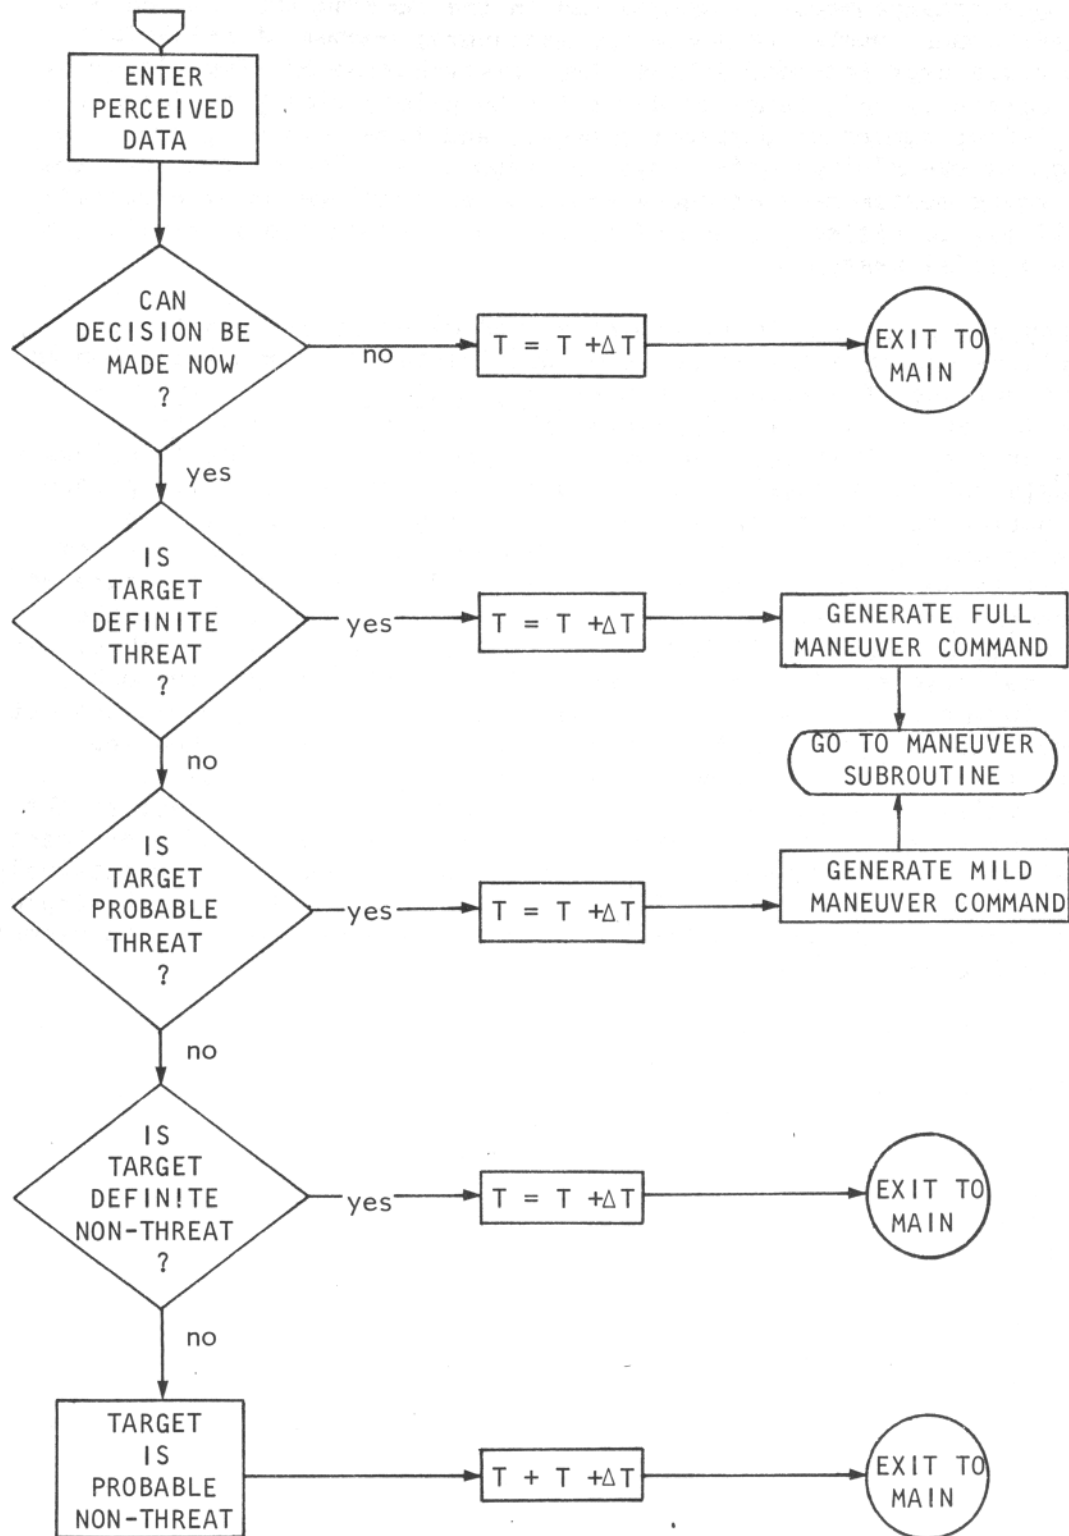 ENTER
PERCEIVED
DATA
CAN
DECISION BE
MADE NOW
?
no
T = T +ΔT
EXIT TO
MAIN
yes
IS
TARGET
DEFINITE
THREAT
?
yes
T = T +ΔT
GENERATE FULL
MANEUVER COMMAND
GO TO MANEUVER
SUBROUTINE
no
IS
TARGET
PROBABLE
THREAT
?
yes
T = T +ΔT
GENERATE MILD
MANEUVER COMMAND
no
IS
TARGET
DEFIN!TE
NON-THREAT
?
yes
T = T +ΔT
EXIT TO
MAIN
no
TARGET
IS
PROBABLE
NON-THREAT
T + T +ΔT
EXIT TO
MAIN